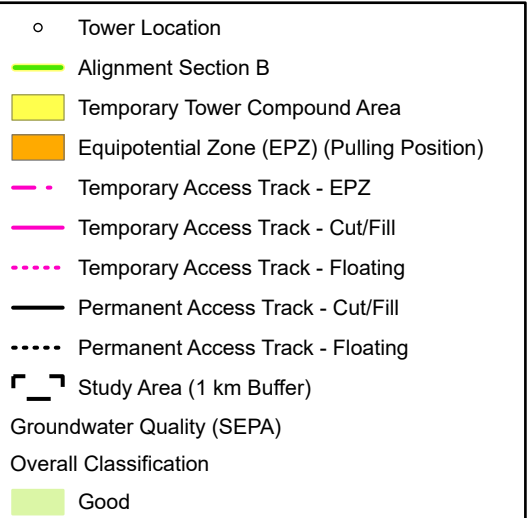 Tower Location
Alignment Section B
Temporary Tower Compound Area
Equipotential Zone (EPZ) (Pulling Position)
Temporary Access Track - EPZ
Temporary Access Track - Cut/Fill
Temporary Access Track - Floating
Permanent Access Track - Cut/Fill
Permanent Access Track - Floating
Study Area (1 km Buffer)
Groundwater Quality (SEPA)
Overall Classification
Good